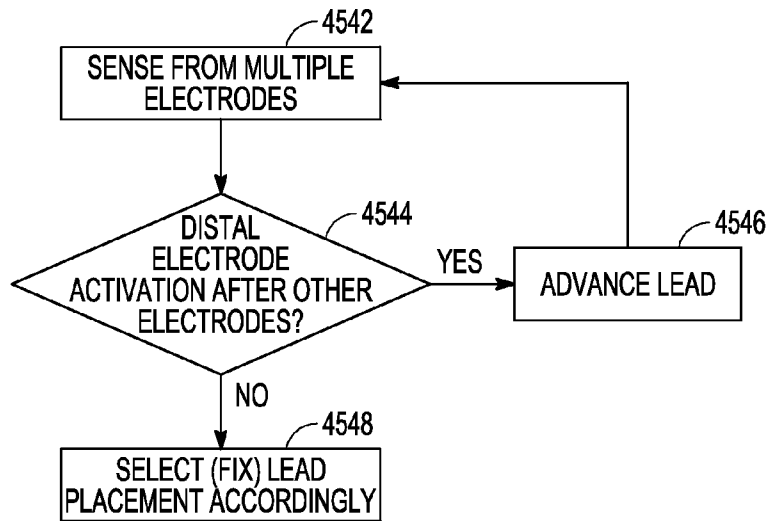 4542
SENSE FROM MULTIPLE
ELECTRODES
4544
DISTAL
ELECTRODE
ACTIVATION AFTER OTHER
ELECTRODES?
YES
4546
ADVANCE LEAD
NO
4548
SELECT (FIX) LEAD
PLACEMENT ACCORDINGLY